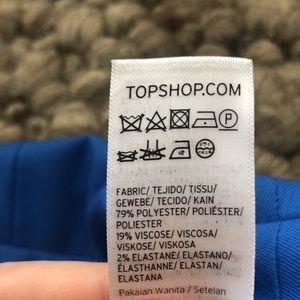 TOPSHOP.COM
P
FABRIC/ TEJIDO/ TISSU/
GEWEBE/ TECIDO/ KAIN
79% POLYESTER/ POLIÉSTER/
POLIESTER
19% VISCOSE/ VISCOSA/
VISKOSE/ VISKOSA
2% ELASTANE/ ELASTANO/
ÉLASTHANNE/ ELASTAN/
ELASTANA
Pakaian Wanita / Setelan